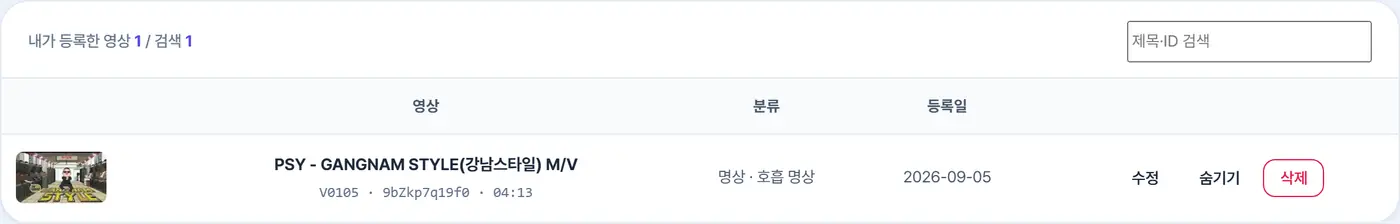 내가 등록한 영상 1 / 검색 1
제목·ID 검색
영상 분류 등록일
PSY - GANGNAM STYLE(강남스타일) M/V
V0105 · 9bZkp7q19f0 · 04:13
명상 · 호흡 명상
2026-09-05
수정 숨기기 삭제
STYLE